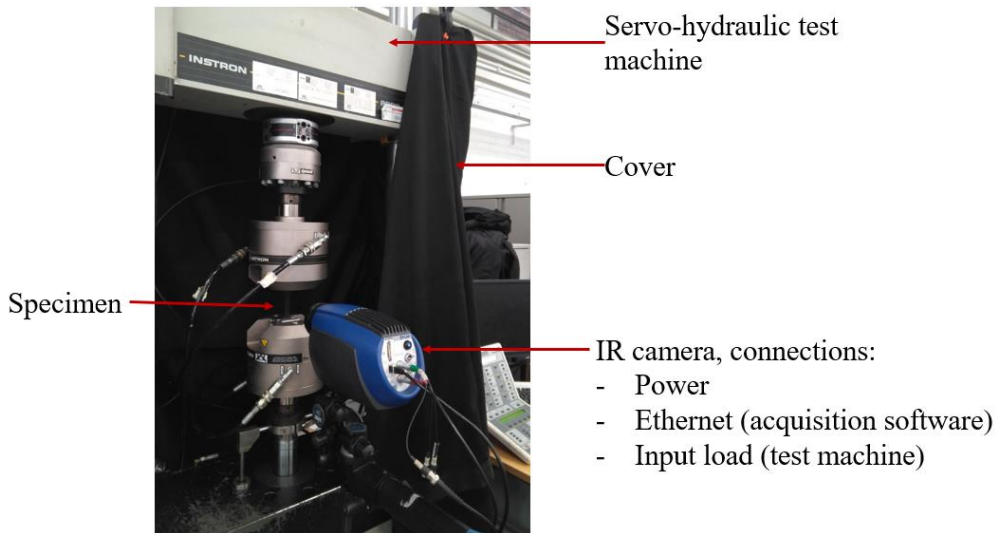 Servo-hydraulic test
machine
INSTRON
Cover
Specimen
IR camera, connections:
- Power
- Ethernet (acquisition software)
- Input load (test machine)